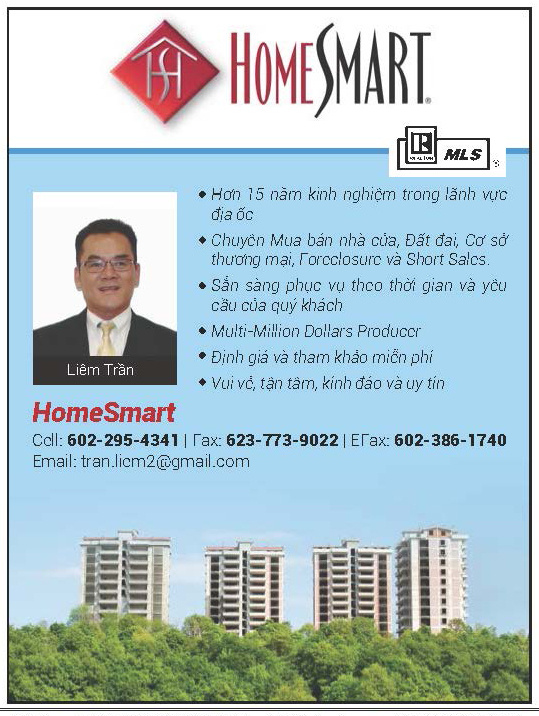 HS HOMESMART®
R REALTOR MLS ®
◆ Hơn 15 năm kinh nghiệm trong lãnh vực
địa ốc
◆ Chuyên Mua bán nhà cửa, Đất đai, Cơ sở
thương mại, Foreclosure và Short Sales.
◆ Sẵn sàng phục vụ theo thời gian và yêu
cầu của quý khách
◆ Multi-Million Dollars Producer
◆ Định giá và tham khảo miễn phí
◆ Vui vẻ, tận tâm, kính đáo và uy tín
Liêm Trần
HomeSmart
Cell: 602-295-4341 | Fax: 623-773-9022 | EFax: 602-386-1740
Email: tran.liem2@gmail.com